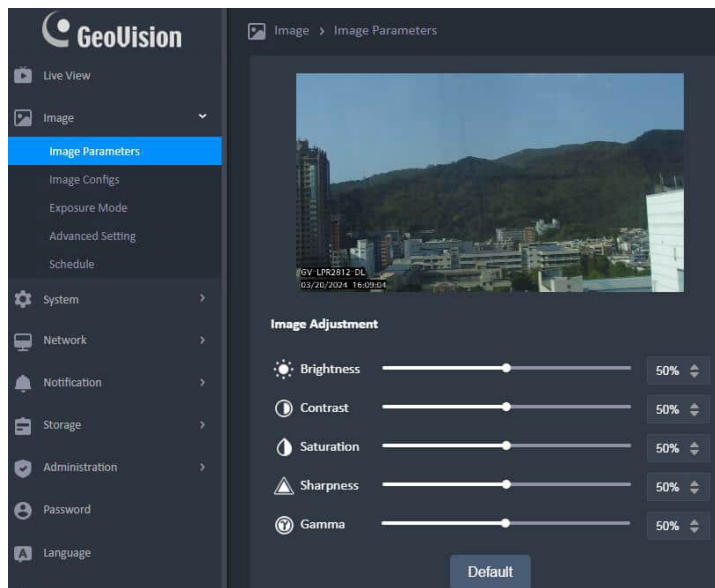 GeoVision
Image > Image Parameters
Live View
Image
Image Parameters
Image Configs
Exposure Mode
Advanced Setting
Schedule
System
Network
Notification
Storage
Administration
Password
Language
GV-LPR2812-DL
03/20/2024 16:09:04
Image Adjustment
Brightness 50%
Contrast 50%
Saturation 50%
Sharpness 50%
Gamma 50%
Default